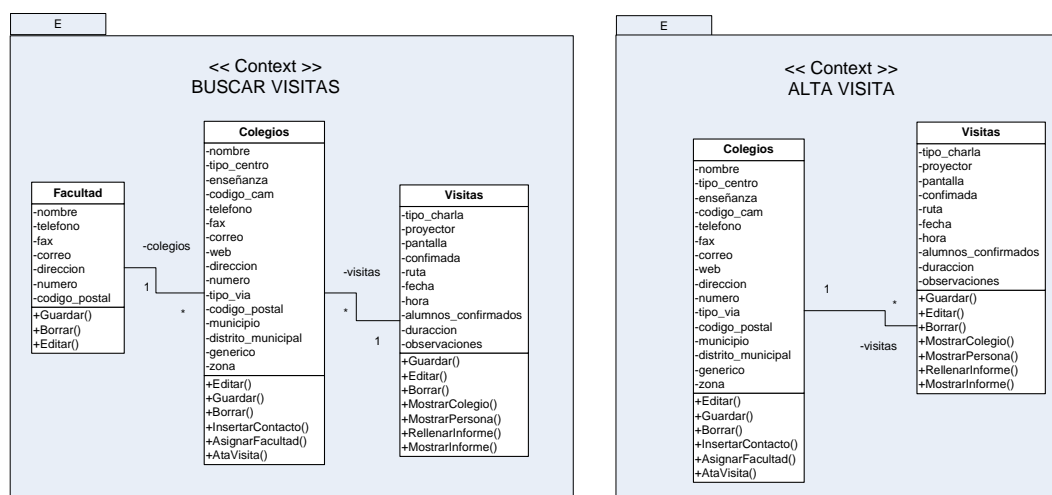 E
<< Context >>
BUSCAR VISITAS
Facultad
-nombre
-telefono
-fax
-correo
-direccion
-numero
-codigo_postal
+Guardar()
+Borrar()
+Editar()
-colegios
1
*
Colegios
-nombre
-tipo_centro
-enseñanza
-codigo_cam
-telefono
-fax
-correo
-web
-direccion
-numero
-tipo_via
-codigo_postal
-municipio
-distrito_municipal
-generico
-zona
+Editar()
+Guardar()
+Borrar()
+InsertarContacto()
+AsignarFacultad()
+AtaVisita()
-visitas
*
1
Visitas
-tipo_charla
-proyector
-pantalla
-confimada
-ruta
-fecha
-hora
-alumnos_confirmados
-duraccion
-observaciones
+Guardar()
+Editar()
+Borrar()
+MostrarColegio()
+MostrarPersona()
+RellenarInforme()
+MostrarInforme()
E
<< Context >>
ALTA VISITA
Colegios
-nombre
-tipo_centro
-enseñanza
-codigo_cam
-telefono
-fax
-correo
-web
-direccion
-numero
-tipo_via
-codigo_postal
-municipio
-distrito_municipal
-generico
-zona
+Editar()
+Guardar()
+Borrar()
+InsertarContacto()
+AsignarFacultad()
+AtaVisita()
1
*
-visitas
Visitas
-tipo_charla
-proyector
-pantalla
-confimada
-ruta
-fecha
-hora
-alumnos_confirmados
-duraccion
-observaciones
+Guardar()
+Editar()
+Borrar()
+MostrarColegio()
+MostrarPersona()
+RellenarInforme()
+MostrarInforme()